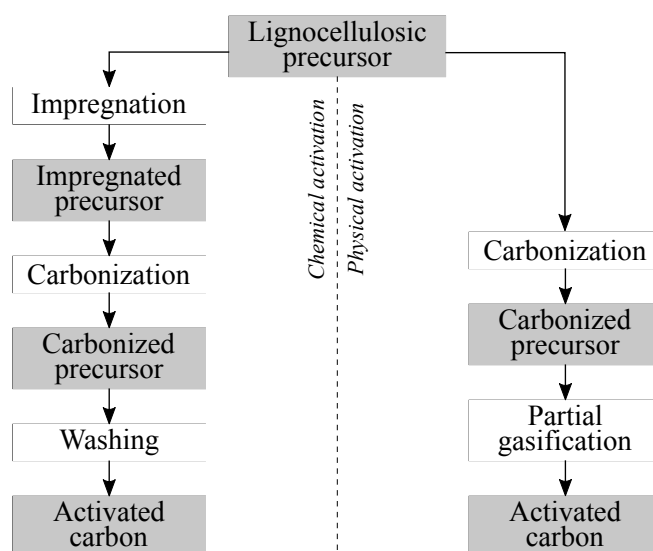 Lignocellulosic
precursor
Impregnation
Impregnated
precursor
Carbonization
Carbonized
precursor
Washing
Activated
carbon
Chemical activation
Physical activation
Carbonization
Carbonized
precursor
Partial
gasification
Activated
carbon